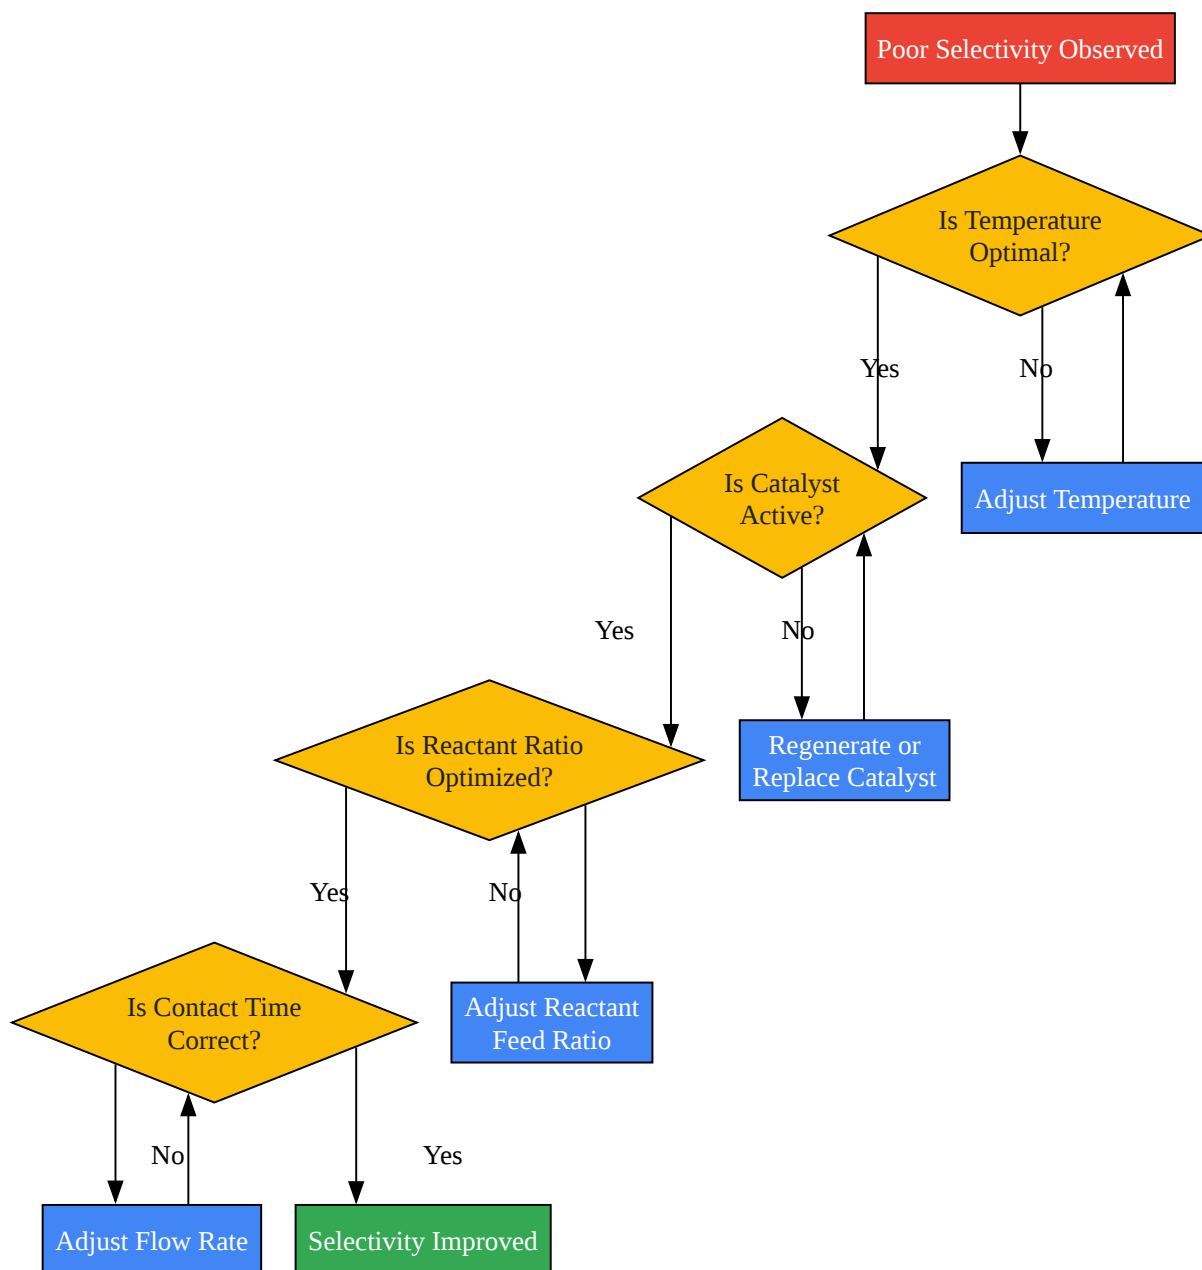 Poor Selectivity Observed
Is Temperature
Optimal?
Yes
No
Is Catalyst
Active?
Adjust Temperature
Yes
No
Is Reactant Ratio
Optimized?
Regenerate or
Replace Catalyst
Yes
No
Is Contact Time
Correct?
Adjust Reactant
Feed Ratio
No
Yes
Adjust Flow Rate
Selectivity Improved